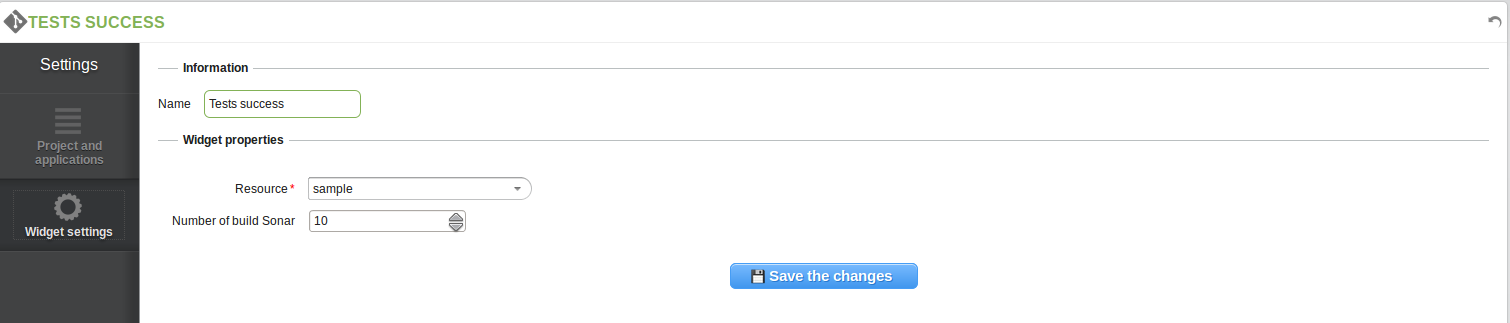 TESTS SUCCESS
Settings
Project and
applications
Widget settings
Information
Name Tests success
Widget properties
Resource* sample
Number of build Sonar 10
Save the changes